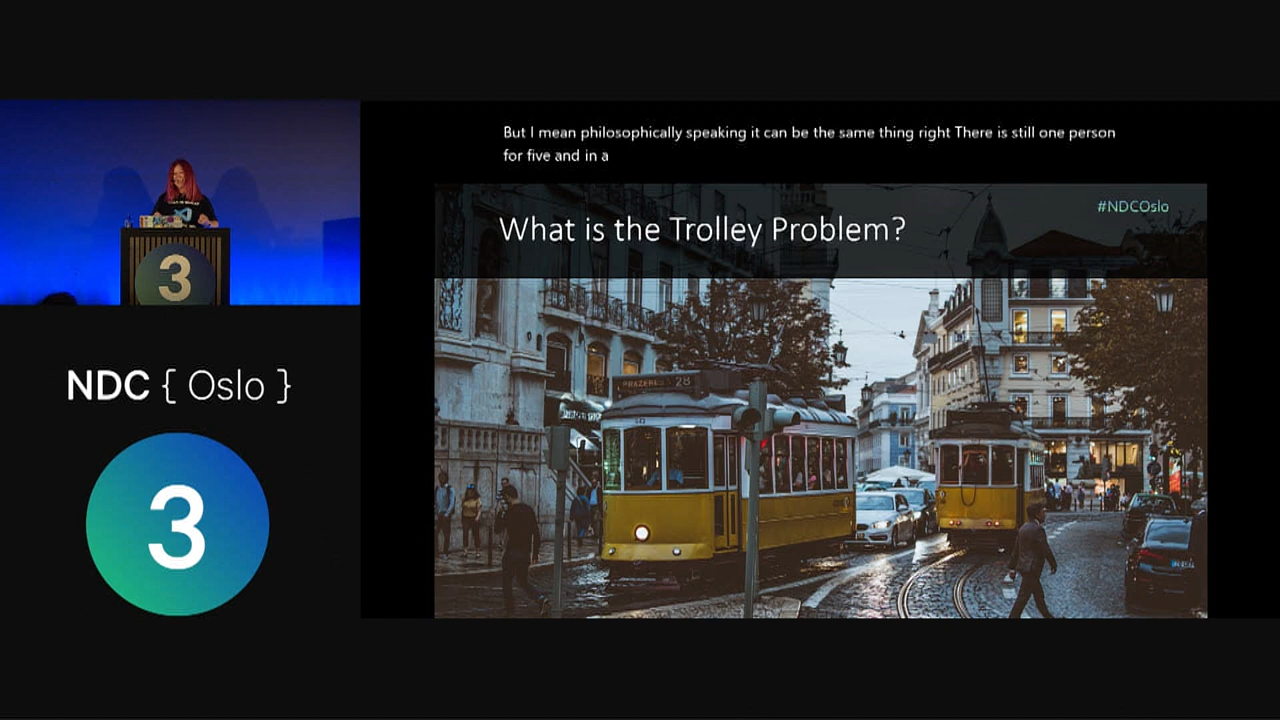 But I mean philosophically speaking it can be the same thing right There is still one person
for five and in a
#NDCOslo
What is the Trolley Problem?
PRAZERES 28
3
NDC { Oslo }
3